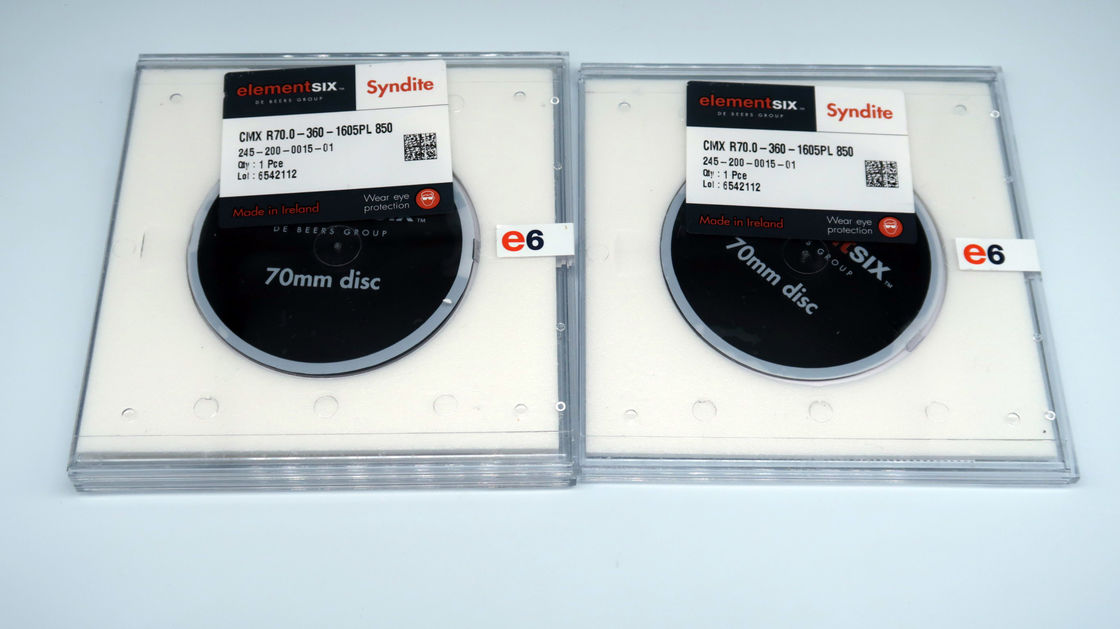 elementsix™ Syndite
DE BEERS GROUP
CMX R70.0-360-1605PL 850
245-200-0015-01
Qty : 1 Pce
Lot : 6542112
Made in Ireland
Wear eye
protection
DE BEERS GROUP
70mm disc
e6
elementsix™ Syndite
DE BEERS GROUP
CMX R70.0-360-1605PL 850
245-200-0015-01
Qty : 1 Pce
Lot : 6542112
Made in Ireland
Wear eye
protection
SIX™
GROUP
70mm disc
e6